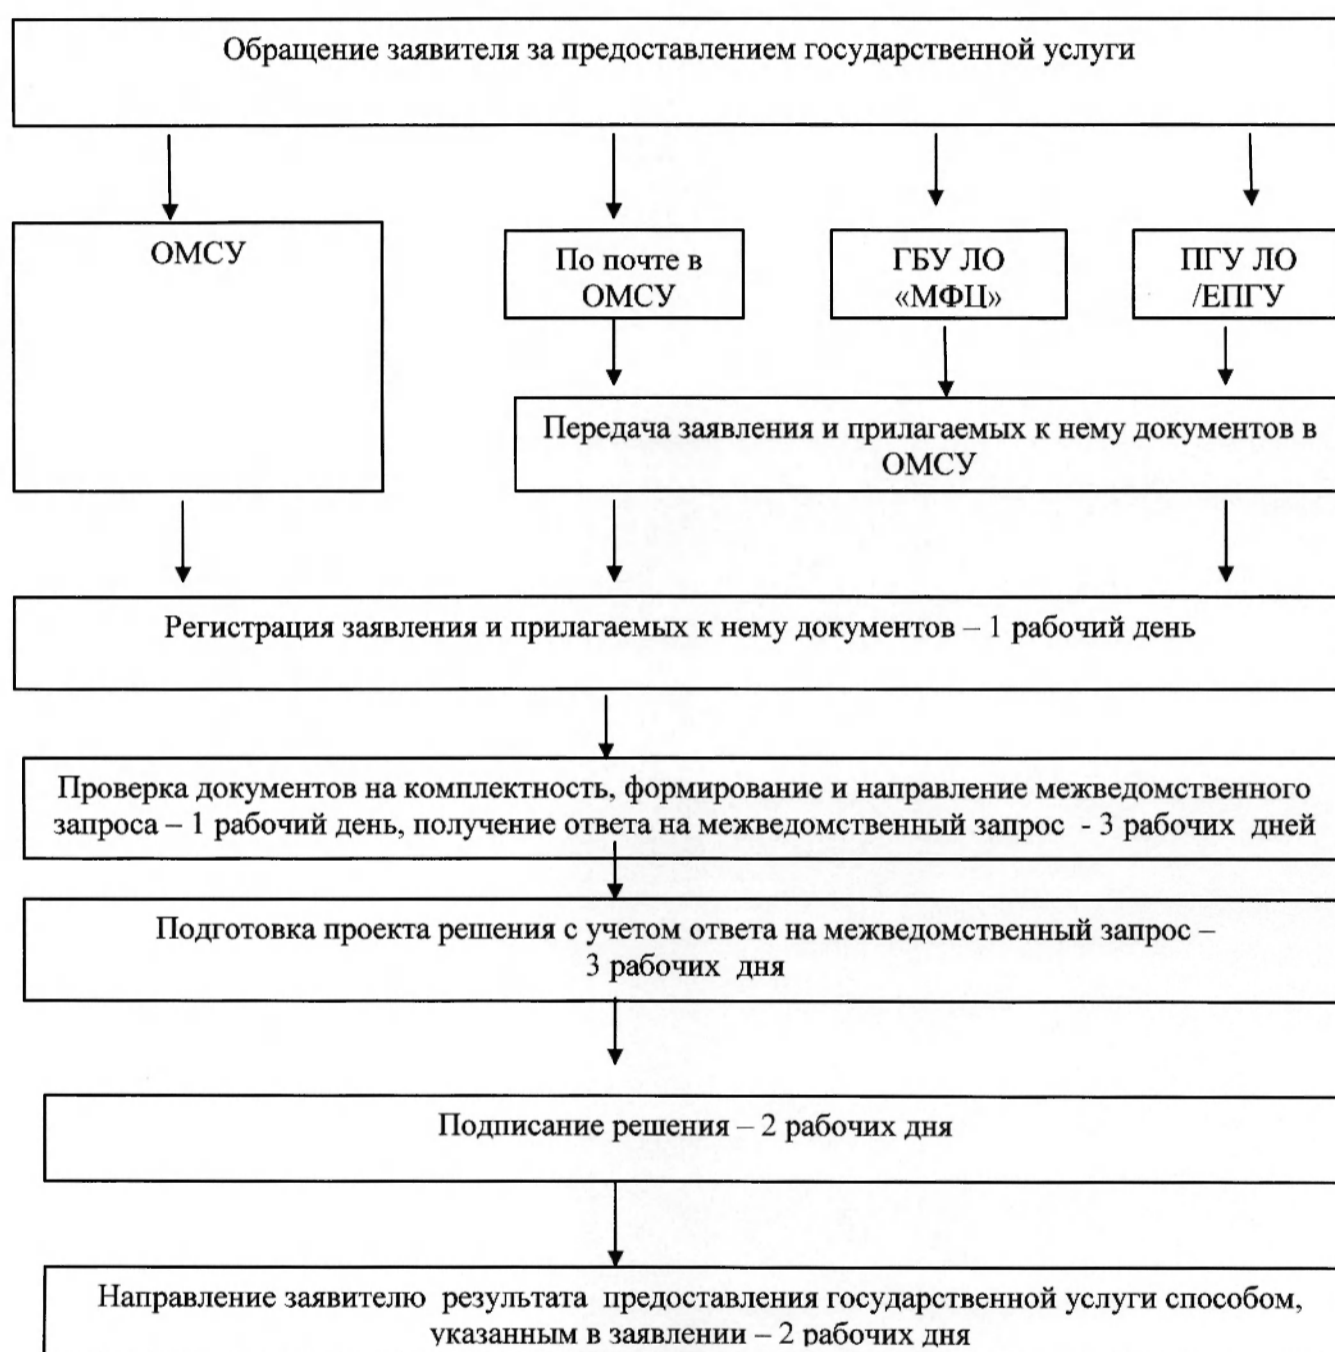 Обращение заявителя за предоставлением государственной услуги
ОМСУ
По почте в
ОМСУ
ГБУ ЛО
«МФЦ»
ПГУ ЛО
/ЕПГУ
Передача заявления и прилагаемых к нему документов в
ОМСУ
Регистрация заявления и прилагаемых к нему документов – 1 рабочий день
Проверка документов на комплектность, формирование и направление межведомственного
запроса – 1 рабочий день, получение ответа на межведомственный запрос - 3 рабочих дней
Подготовка проекта решения с учетом ответа на межведомственный запрос –
3 рабочих дня
Подписание решения – 2 рабочих дня
Направление заявителю результата предоставления государственной услуги способом,
указанным в заявлении – 2 рабочих дня